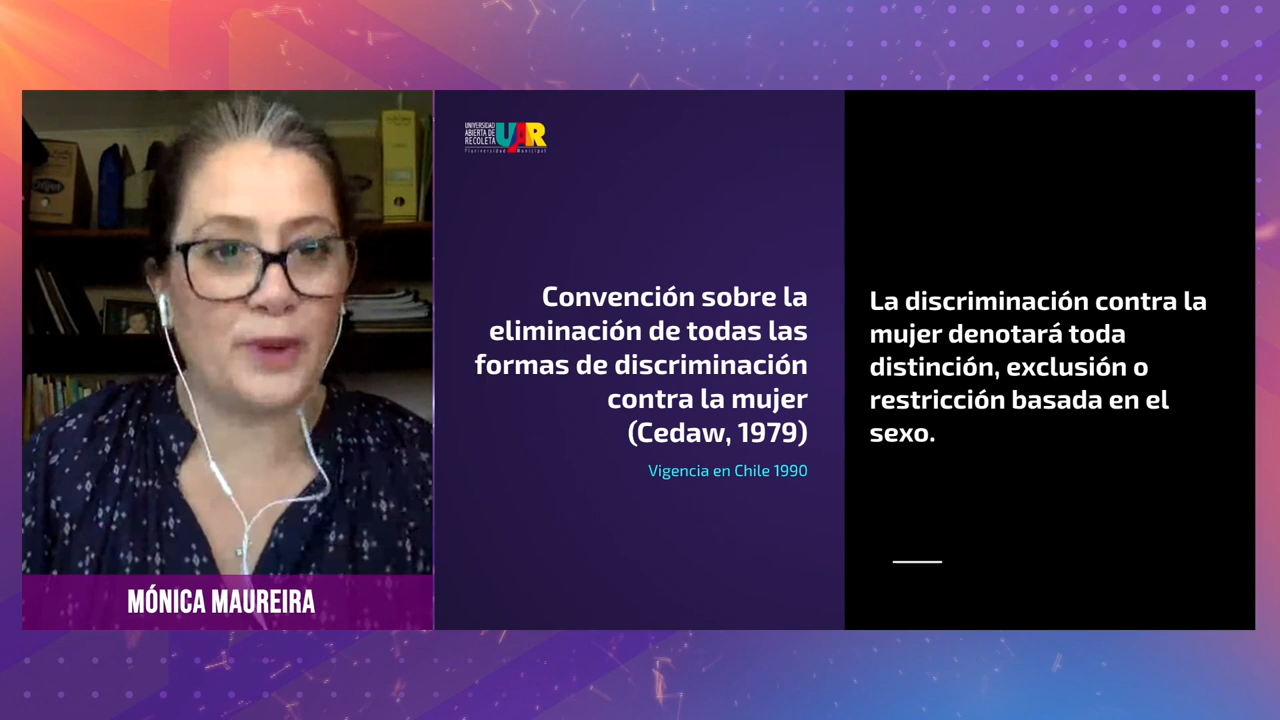 UNIVERSIDAD
ABIERTA DE
RECOLETA
UAR
Pluriversidad Municipal
Convención sobre la
eliminación de todas las
formas de discriminación
contra la mujer
(Cedaw, 1979)
Vigencia en Chile 1990
La discriminación contra la
mujer denotará toda
distinción, exclusión o
restricción basada en el
sexo.
MÓNICA MAUREIRA